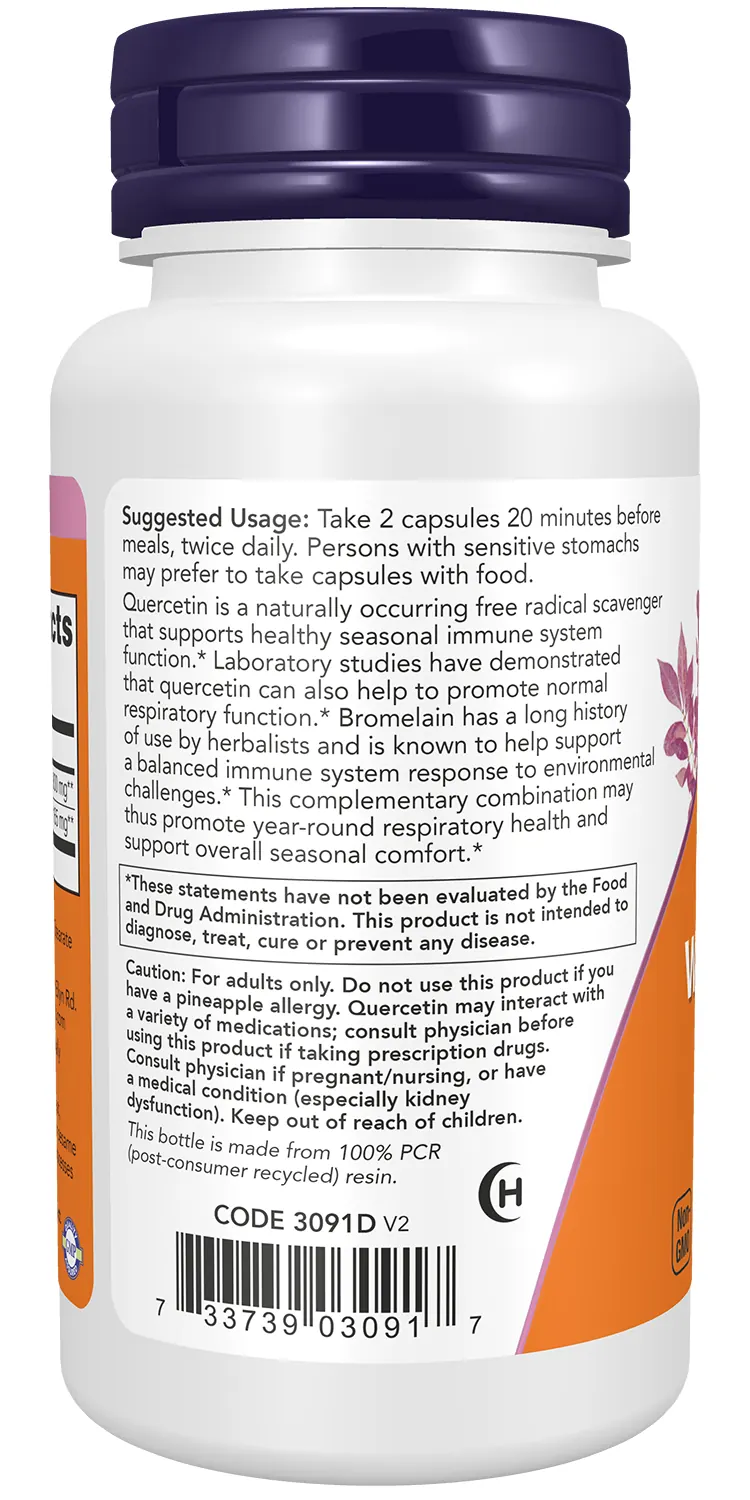 Suggested Usage: Take 2 capsules 20 minutes before
meals, twice daily. Persons with sensitive stomachs
may prefer to take capsules with food.
Quercetin is a naturally occurring free radical scavenger
that supports healthy seasonal immune system
function.* Laboratory studies have demonstrated
that quercetin can also help to promote normal
respiratory function.* Bromelain has a long history
of use by herbalists and is known to help support
a balanced immune system response to environmental
challenges.* This complementary combination may
thus promote year-round respiratory health and
support overall seasonal comfort.*
*These statements have not been evaluated by the Food
and Drug Administration. This product is not intended to
diagnose, treat, cure or prevent any disease.
Caution: For adults only. Do not use this product if you
have a pineapple allergy. Quercetin may interact with
a variety of medications; consult physician before
using this product if taking prescription drugs.
Consult physician if pregnant/nursing, or have
a medical condition (especially kidney
dysfunction). Keep out of reach of children.
This bottle is made from 100% PCR
(post-consumer recycled) resin.
H
CODE 3091D V2
7 33739 03091 7
Non-
GMO